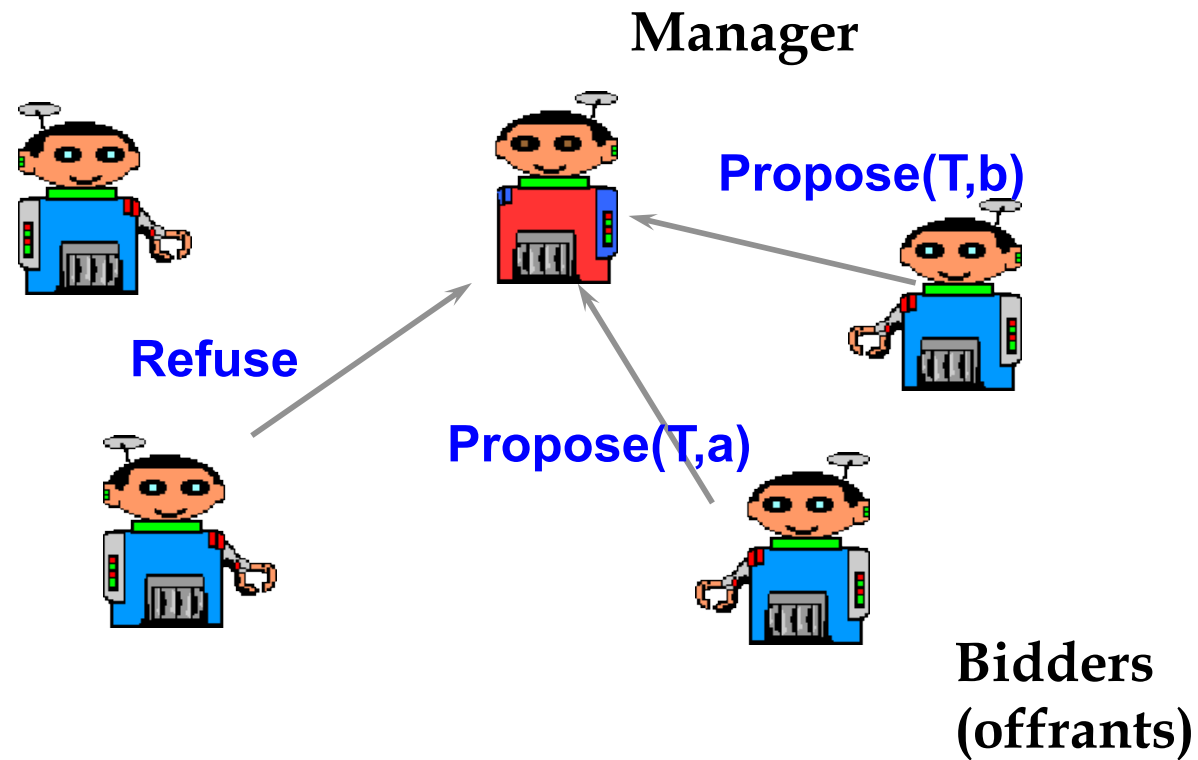 Manager
Propose(T,b)
Refuse
Propose(T,a)
Bidders
(offrants)